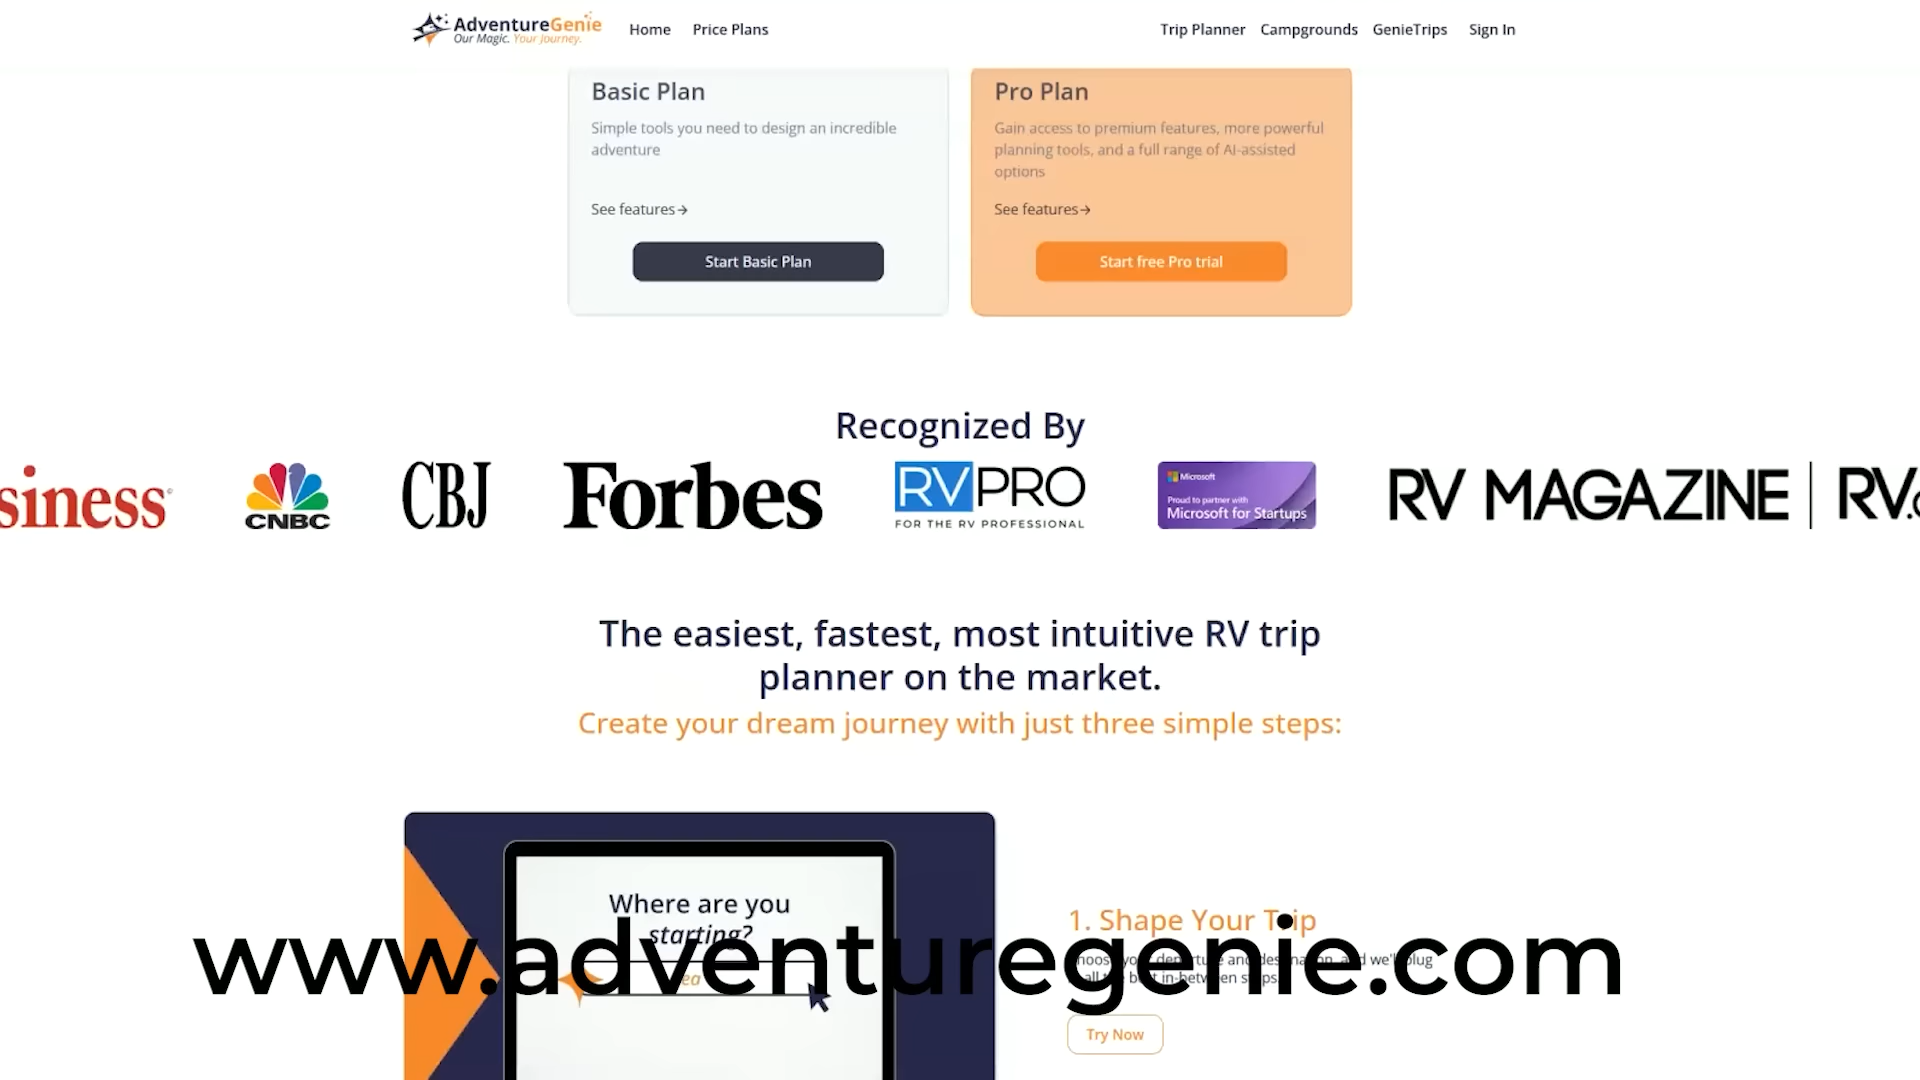 AdventureGenie
Our Magic. Your Journey.
Home
Price Plans
Trip Planner
Campgrounds
GenieTrips
Sign In
Basic Plan
Simple tools you need to design an incredible
adventure
See features→
Start Basic Plan
Pro Plan
Gain access to premium features, more powerful
planning tools, and a full range of AI-assisted
options
See features→
Start free Pro trial
Recognized By
siness®
CNBC
CBJ
Forbes
RVPRO
FOR THE RV PROFESSIONAL
Microsoft
Proud to partner with
Microsoft for Startups
RV MAGAZINE | RV.
The easiest, fastest, most intuitive RV trip
planner on the market.
Create your dream journey with just three simple steps:
Where are you
starting?
1. Shape Your Trip
www.adventuregenie.com
Try Now